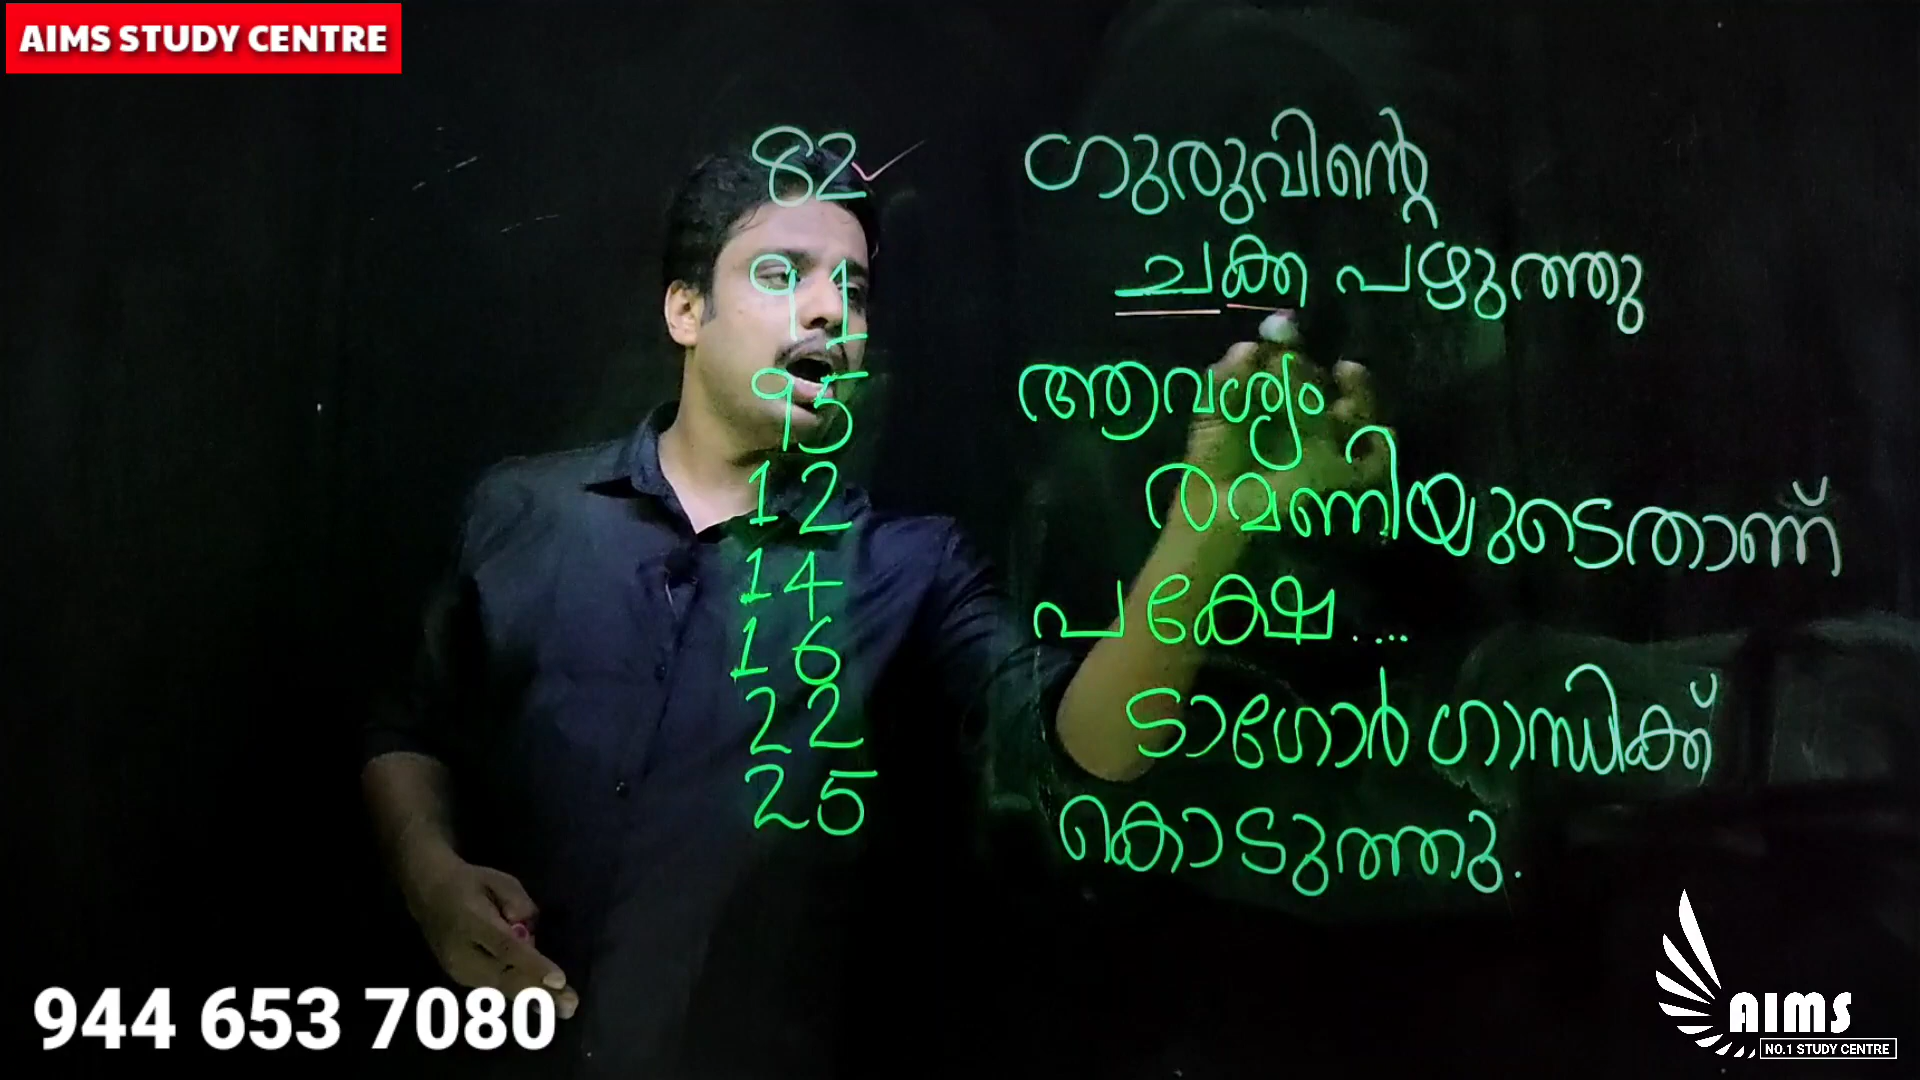 AIMS STUDY CENTRE
82 ഗുരുവിന്റെ
91 ചക്ക പഴുത്തു
95 ആവശ്യം
12 രമണിയുടെതാണ്
14 പക്ഷേ....
16
22 ടാഗോർ ഗാന്ധിക്ക്
25 കൊടുത്തു.
944 653 7080
AIMS
NO.1 STUDY CENTRE